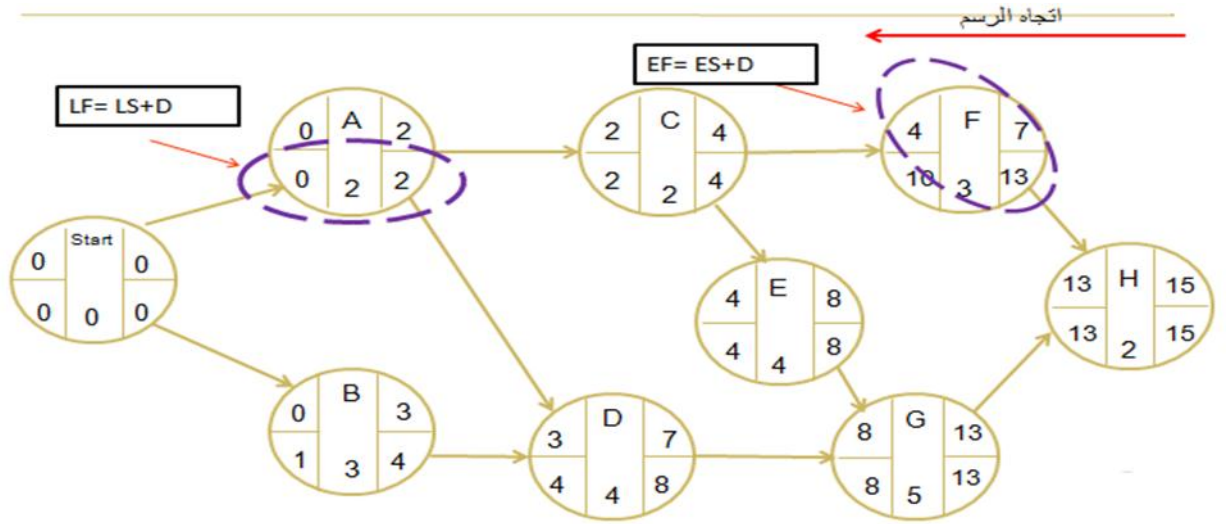 اتجاه الرسم
EF= ES+D
LF= LS+D
0 A 2
0 2 2
2 C 4
2 2 4
4 F 7
10 3 13
Start
0 0
0 0 0
4 E 8
4 4 8
13 H 15
13 2 15
0 B 3
1 3 4
3 D 7
4 4 8
8 G 13
8 5 13